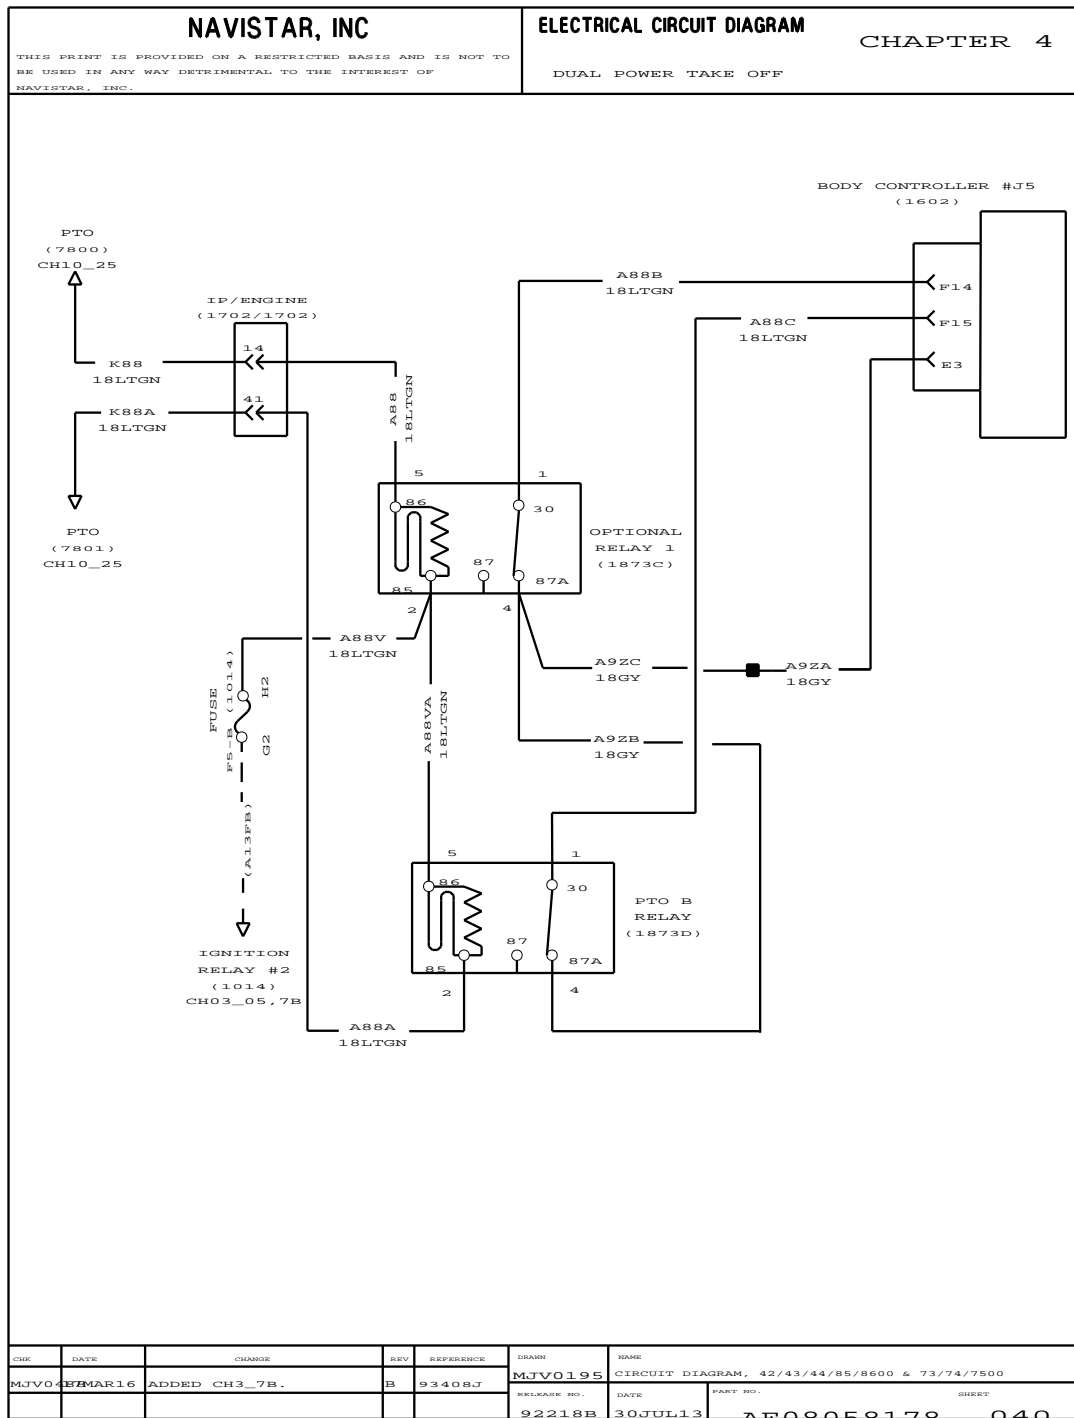 NAVISTAR, INC
THIS PRINT IS PROVIDED ON A RESTRICTED BASIS AND IS NOT TO
BE USED IN ANY WAY DETRIMENTAL TO THE INTEREST OF
NAVISTAR, INC.
ELECTRICAL CIRCUIT DIAGRAM
CHAPTER 4
DUAL POWER TAKE OFF
BODY CONTROLLER #J5
(1602)
PTO
(7800)
CH10_25
IP/ENGINE
(1702/1702)
A88B
18LTGN
F14
A88C
18LTGN
F15
E3
14
K88
18LTGN
41
K88A
18LTGN
A88
18LTGN
PTO
(7801)
CH10_25
5
1
86
30
OPTIONAL
RELAY 1
(1873C)
87
87A
85
2
4
A88V
18LTGN
A9ZC
18GY
A9ZA
18GY
FUSE
F5-B (1014)
H2
G2
A88VA
18LTGN
A9ZB
18GY
(A13FB)
5
1
86
30
PTO B
RELAY
(1873D)
87
87A
85
2
4
IGNITION
RELAY #2
(1014)
CH03_05,7B
A88A
18LTGN
CHK
DATE
CHANGE
REV
REFERENCE
DRAWN
NAME
ADDED CH3_7B.
B
93408J
MJV0195
CIRCUIT DIAGRAM, 42/43/44/85/8600 & 73/74/7500
RELEASE NO.
DATE
PART NO.
SHEET
92218B
30JUL13
AE08058178
040